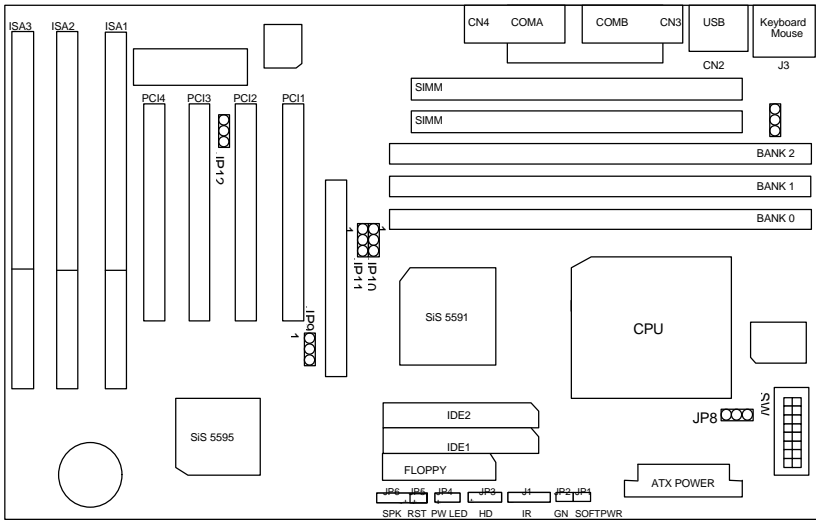 ISA3 ISA2 ISA1
CN4 COMA COMB CN3 USB Keyboard
Mouse
CN2 J3
SIMM
PCI4 PCI3 PCI2 PCI1
SIMM
JP12
BANK 2
BANK 1
BANK 0
1 1
JP11 JP10
SiS 5591
CPU
JP9
1
SiS 5595
IDE2
JP8
SW
IDE1
FLOPPY
ATX POWER
JP6 JP5 JP4 JP3 J1 JP2 JP1
SPK RST PW LED HD IR GN SOFTPWR